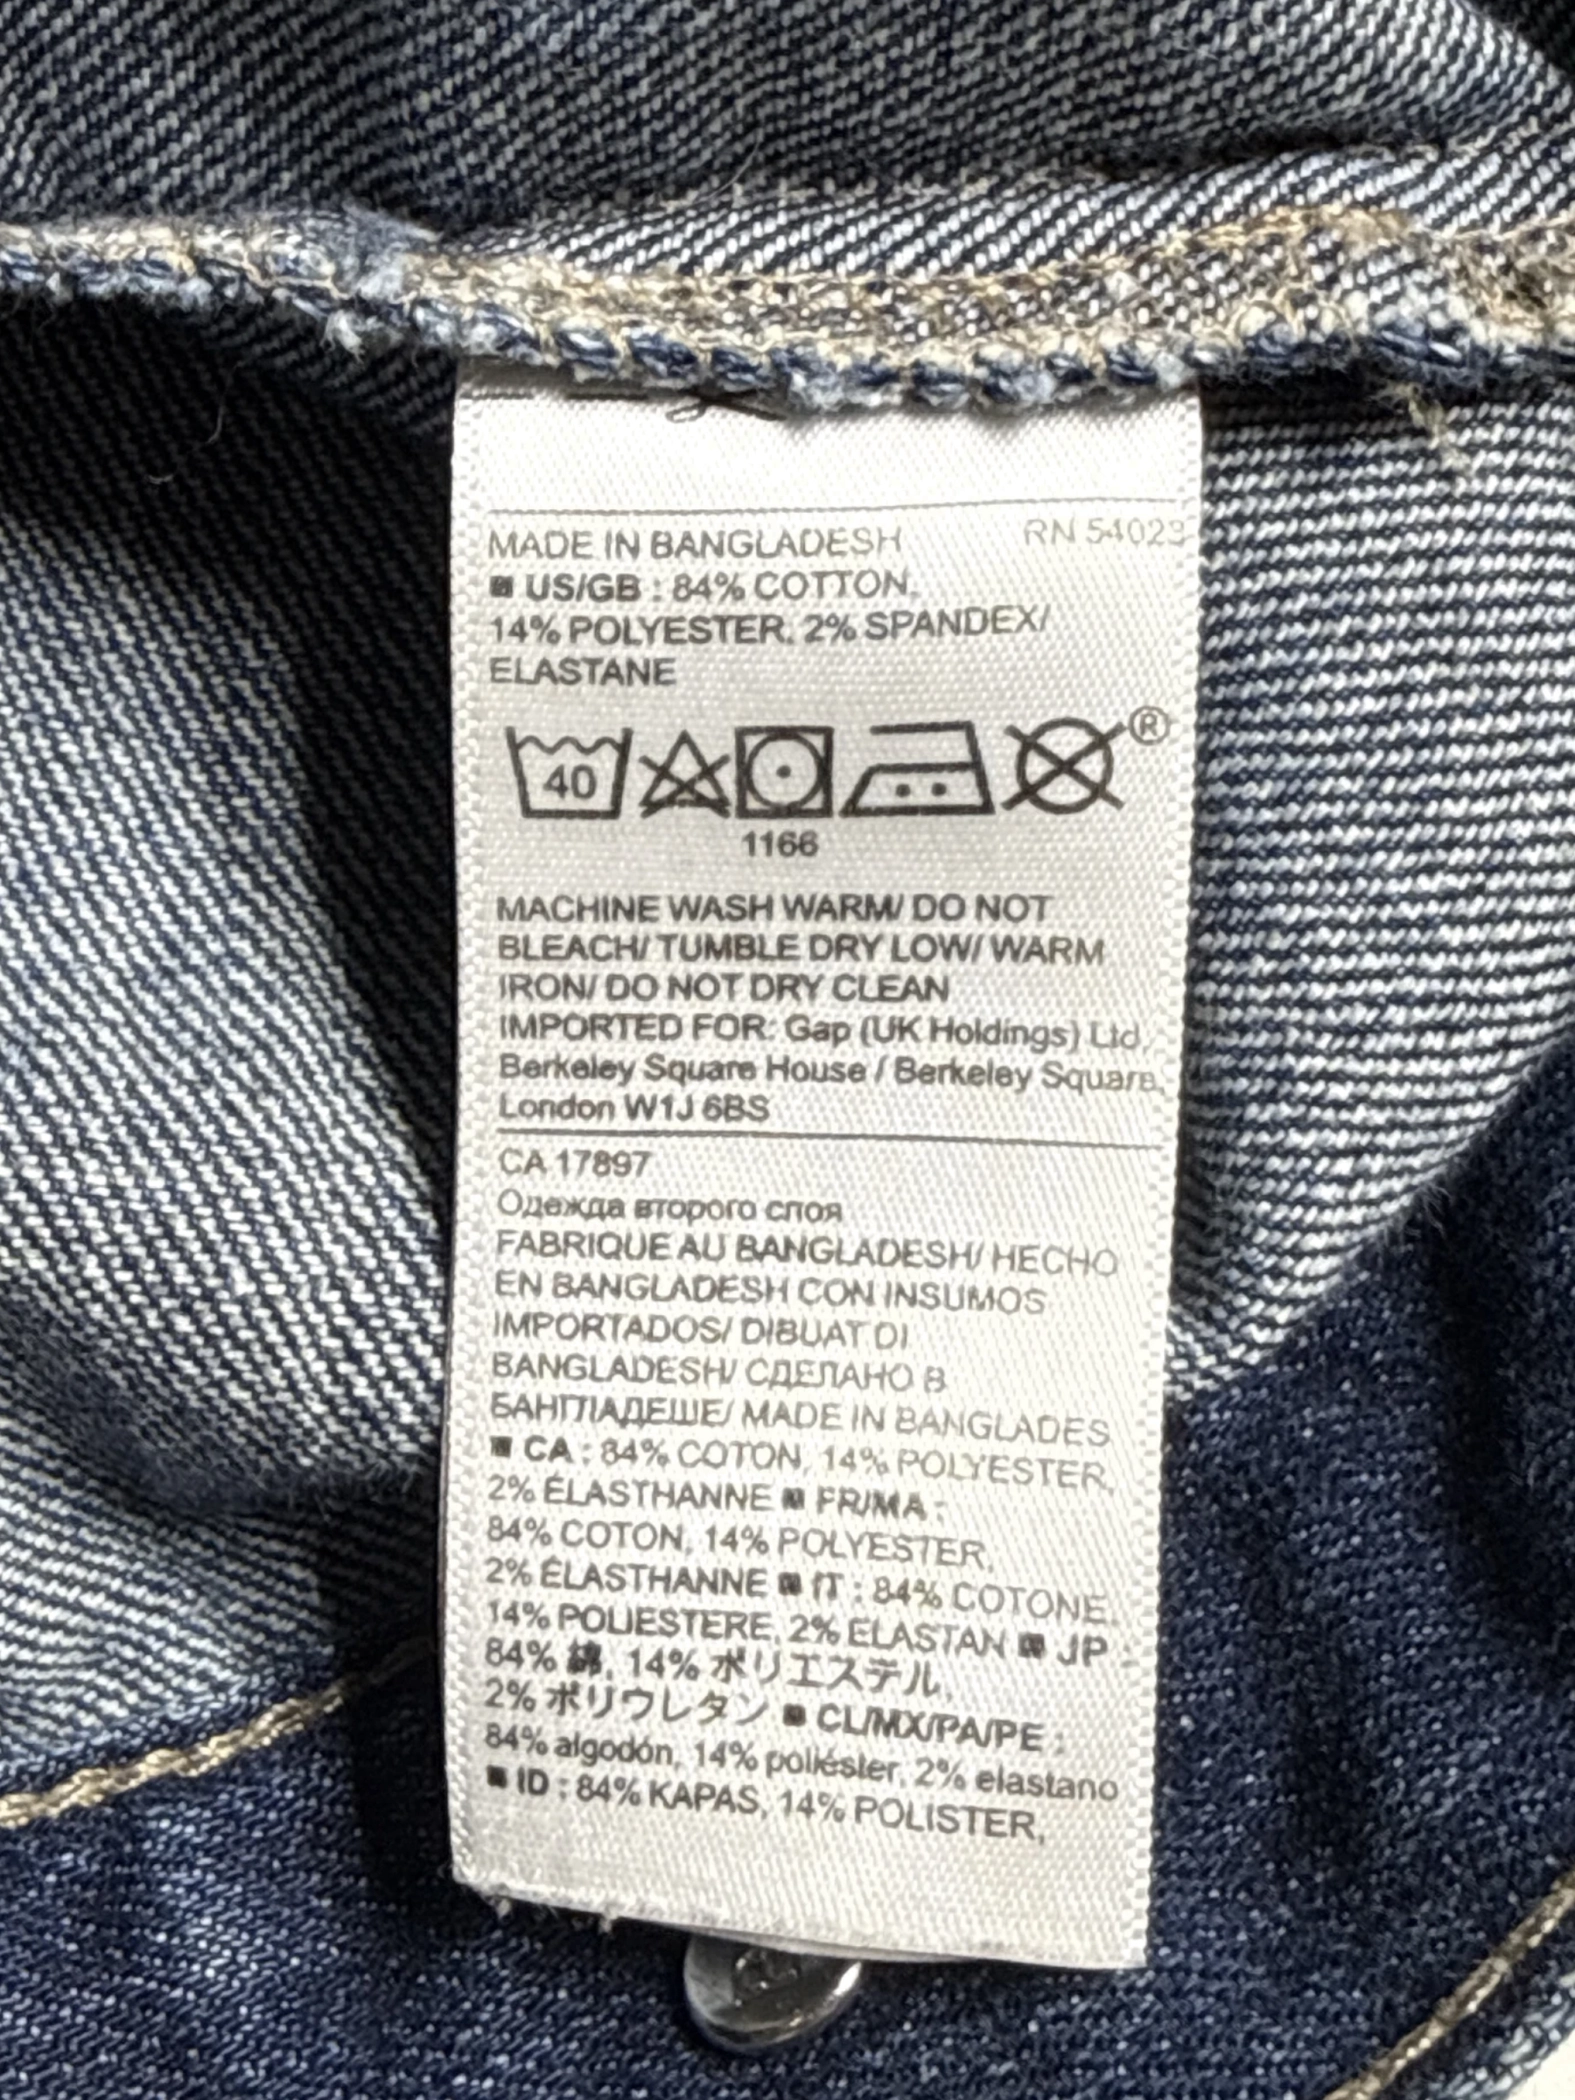 MADE IN BANGLADESH RN 54023
■ US/GB : 84% COTTON,
14% POLYESTER, 2% SPANDEX/
ELASTANE
40
®
1166
MACHINE WASH WARM/ DO NOT
BLEACH/ TUMBLE DRY LOW/ WARM
IRON/ DO NOT DRY CLEAN
IMPORTED FOR: Gap (UK Holdings) Ltd,
Berkeley Square House / Berkeley Square,
London W1J 6BS
CA 17897
Одежда второго слоя
FABRIQUE AU BANGLADESH/ HECHO
EN BANGLADESH CON INSUMOS
IMPORTADOS/ DIBUAT DI
BANGLADESH/ СДЕЛАНО В
БАНГЛАДЕШЕ/ MADE IN BANGLADES
■ CA : 84% COTON, 14% POLYESTER,
2% ÉLASTHANNE ■ FR/MA :
84% COTON, 14% POLYESTER,
2% ÉLASTHANNE ■ IT : 84% COTONE,
14% POLIESTERE, 2% ELASTAN ■ JP :
84% 綿, 14% ポリエステル,
2% ポリウレタン ■ CL/MX/PA/PE :
84% algodón, 14% poliéster, 2% elastano
■ ID : 84% KAPAS, 14% POLISTER,